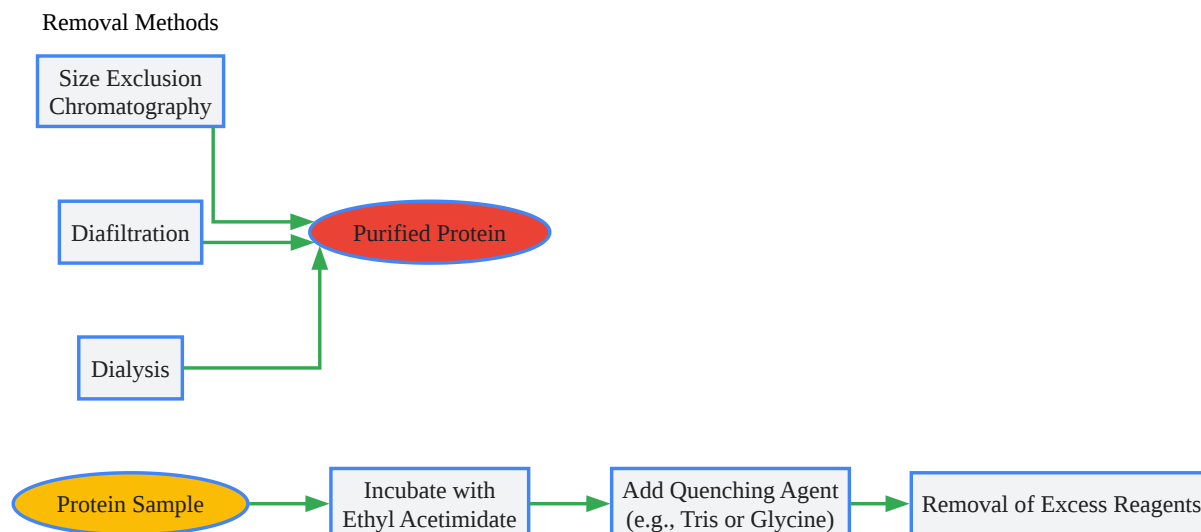 Removal Methods
Size Exclusion
Chromatography
Diafiltration
Purified Protein
Dialysis
Protein Sample
Incubate with
Ethyl Acetimidate
Add Quenching Agent
(e.g., Tris or Glycine)
Removal of Excess Reagents